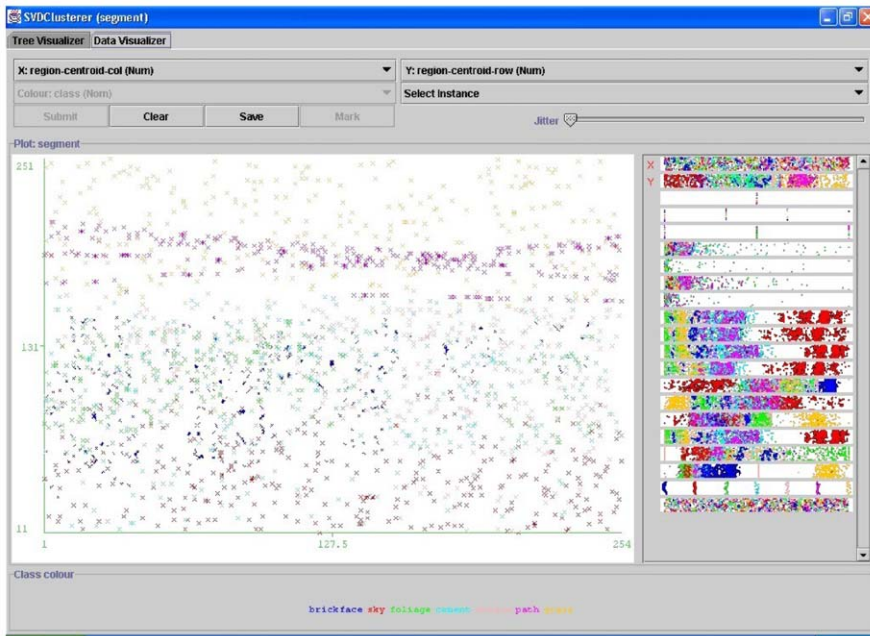 SVDClusterer (segment)
Tree Visualizer Data Visualizer
X: region-centroid-col (Num) Y: region-centroid-row (Num)
Colour: class (Nom) Select Instance
Submit Clear Save Mark Jitter
Plot: segment
251
131
11
1 127.5 254
X
Y
Class colour
brickface sky foliage cement path grass